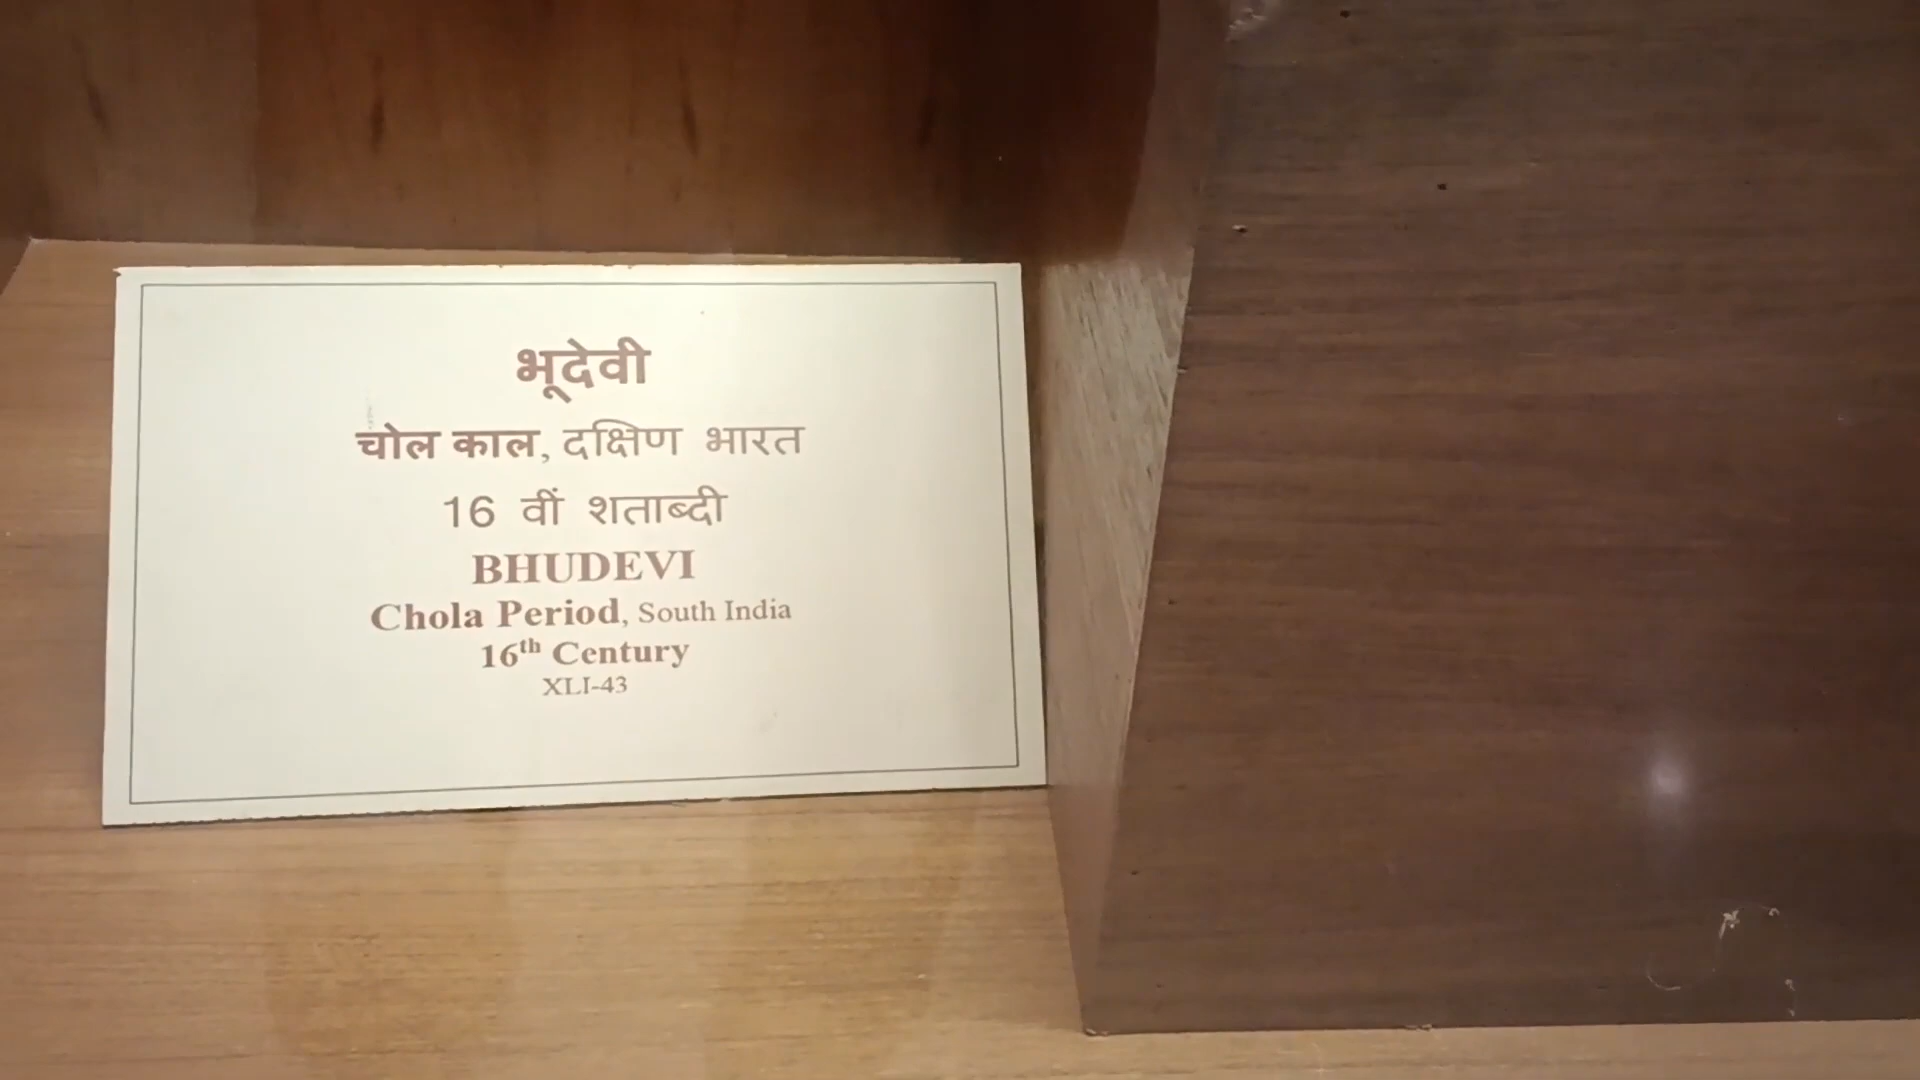 भूदेवी
चोल काल, दक्षिण भारत
16 वीं शताब्दी
BHUDEVI
Chola Period, South India
16th Century
XLI-43